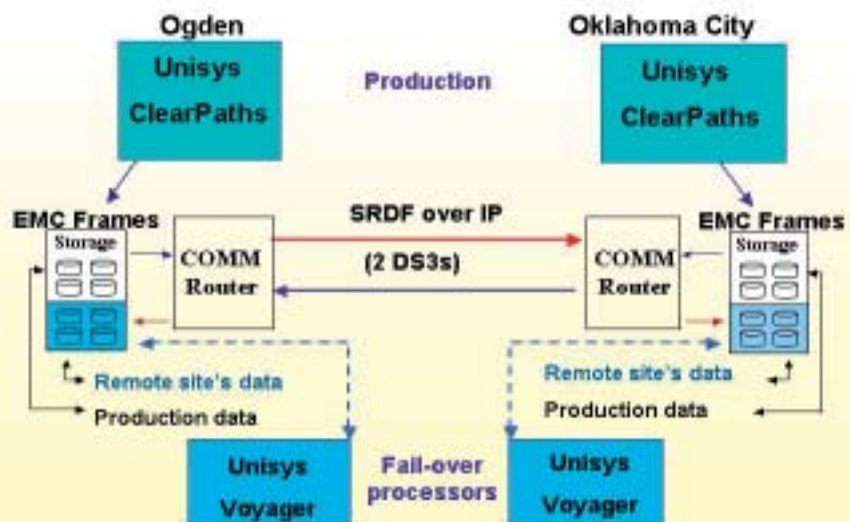 Ogden
Oklahoma City
Unisys
ClearPaths
Production
Unisys
ClearPaths
EMC Frames
Storage
COMM
Router
SRDF over IP
(2 DS3s)
COMM
Router
EMC Frames
Storage
Remote site's data
Production data
Remote site's data
Production data
Unisys
Voyager
Fail-over
processors
Unisys
Voyager